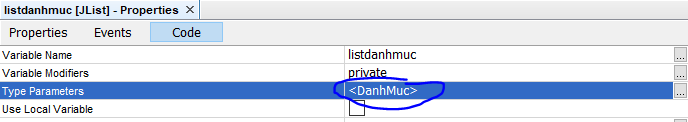 listdanhmuc [JList] - Properties ×
Properties Events Code
Variable Name listdanhmuc ...
Variable Modifiers private ...
Type Parameters <DanhMuc> ...
Use Local Variable